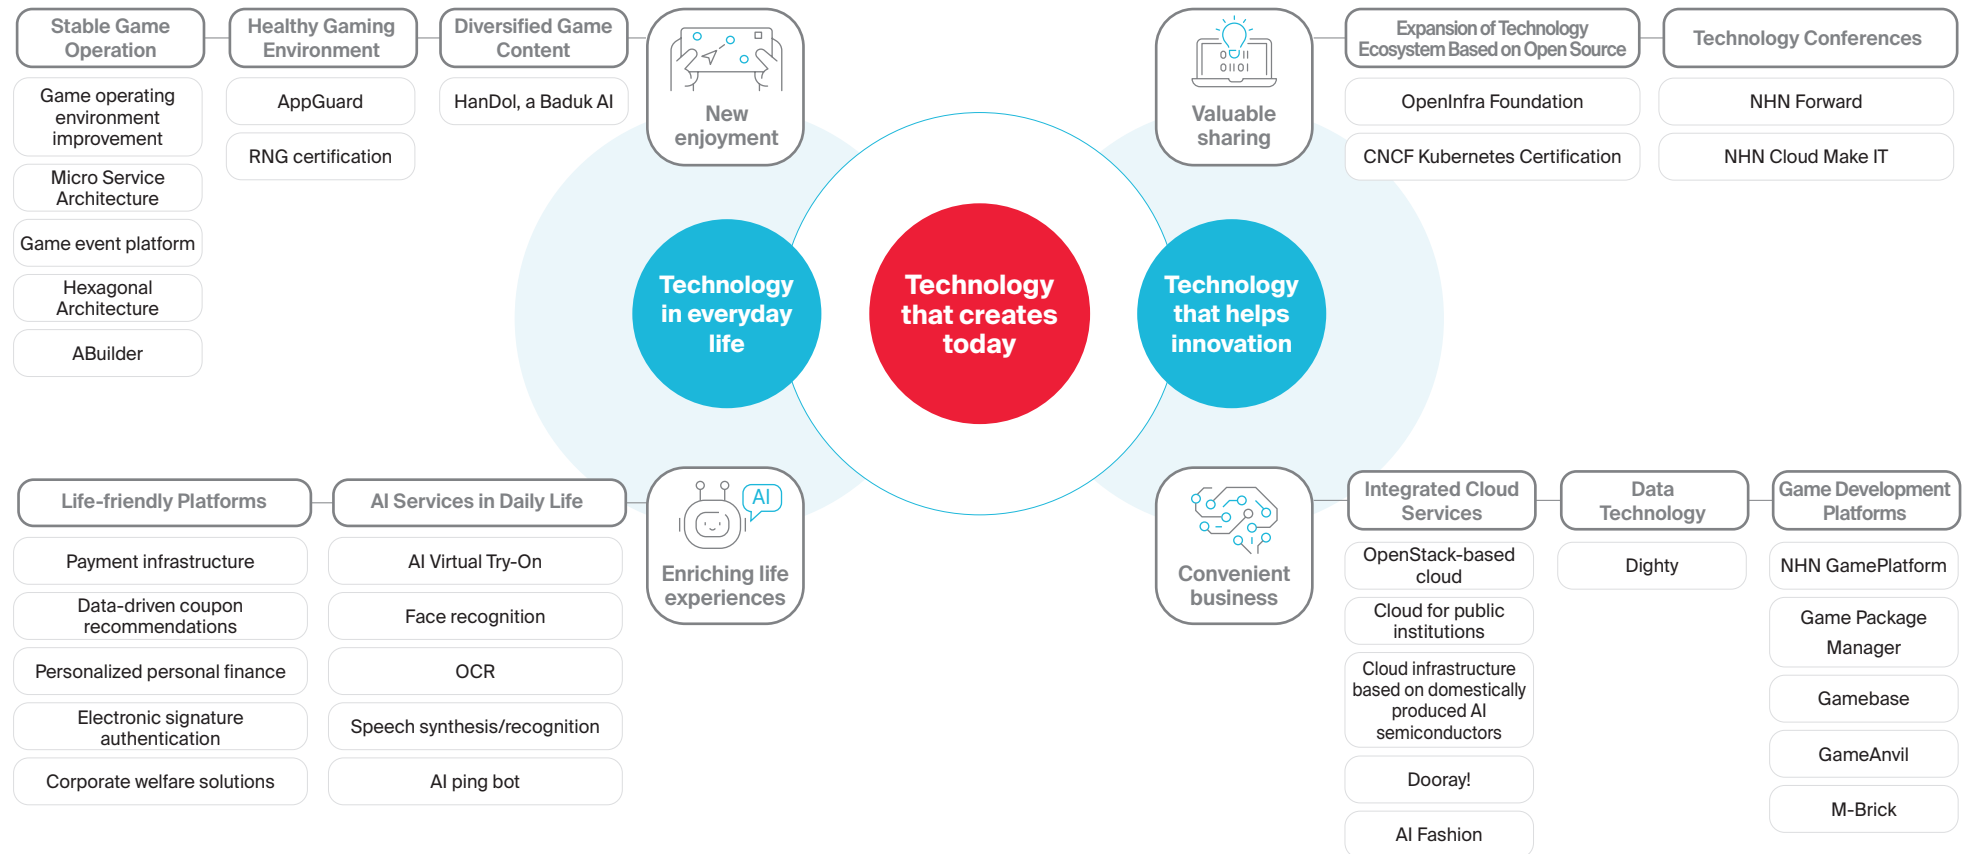 Stable Game
Operation
Healthy Gaming
Environment
Diversified Game
Content
Game operating
environment
improvement
Micro Service
Architecture
Game event platform
Hexagonal
Architecture
ABuilder
AppGuard
RNG certification
HanDol, a Baduk AI
New
enjoyment
0 11
01101
Valuable
sharing
Expansion of Technology
Ecosystem Based on Open Source
Technology Conferences
OpenInfra Foundation
CNCF Kubernetes Certification
NHN Forward
NHN Cloud Make IT
Technology
in everyday
life
Technology
that creates
today
Technology
that helps
innovation
Life-friendly Platforms
AI Services in Daily Life
Payment infrastructure
Data-driven coupon
recommendations
Personalized personal finance
Electronic signature
authentication
Corporate welfare solutions
AI Virtual Try-On
Face recognition
OCR
Speech synthesis/recognition
AI ping bot
AI
Enriching life
experiences
Convenient
business
Integrated Cloud
Services
Data
Technology
Game Development
Platforms
OpenStack-based
cloud
Cloud for public
institutions
Cloud infrastructure
based on domestically
produced AI
semiconductors
Dooray!
AI Fashion
Dighty
NHN GamePlatform
Game Package
Manager
Gamebase
GameAnvil
M-Brick